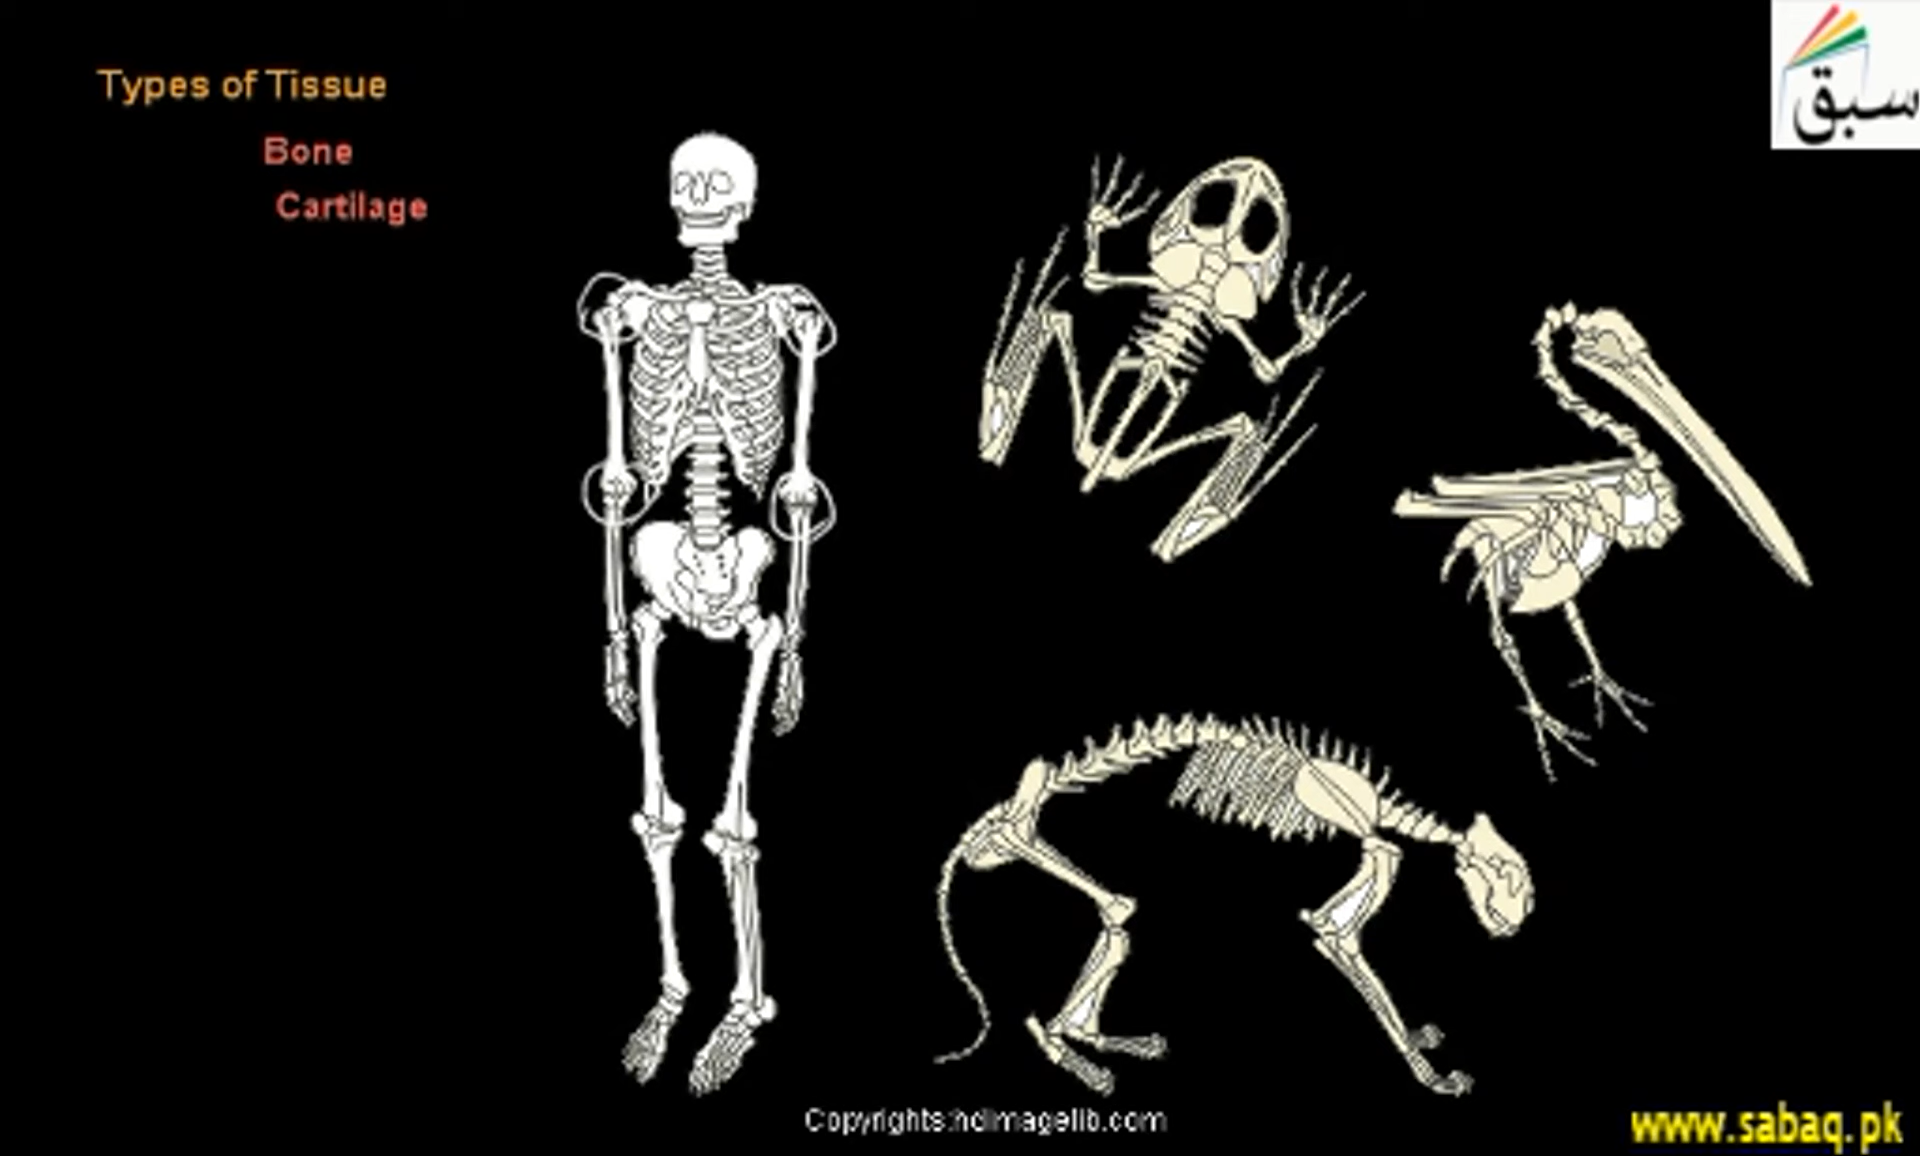 Types of Tissue
سبق
Bone
Cartilage
Copyrights:hdimagelib.com
www.sabaq.pk